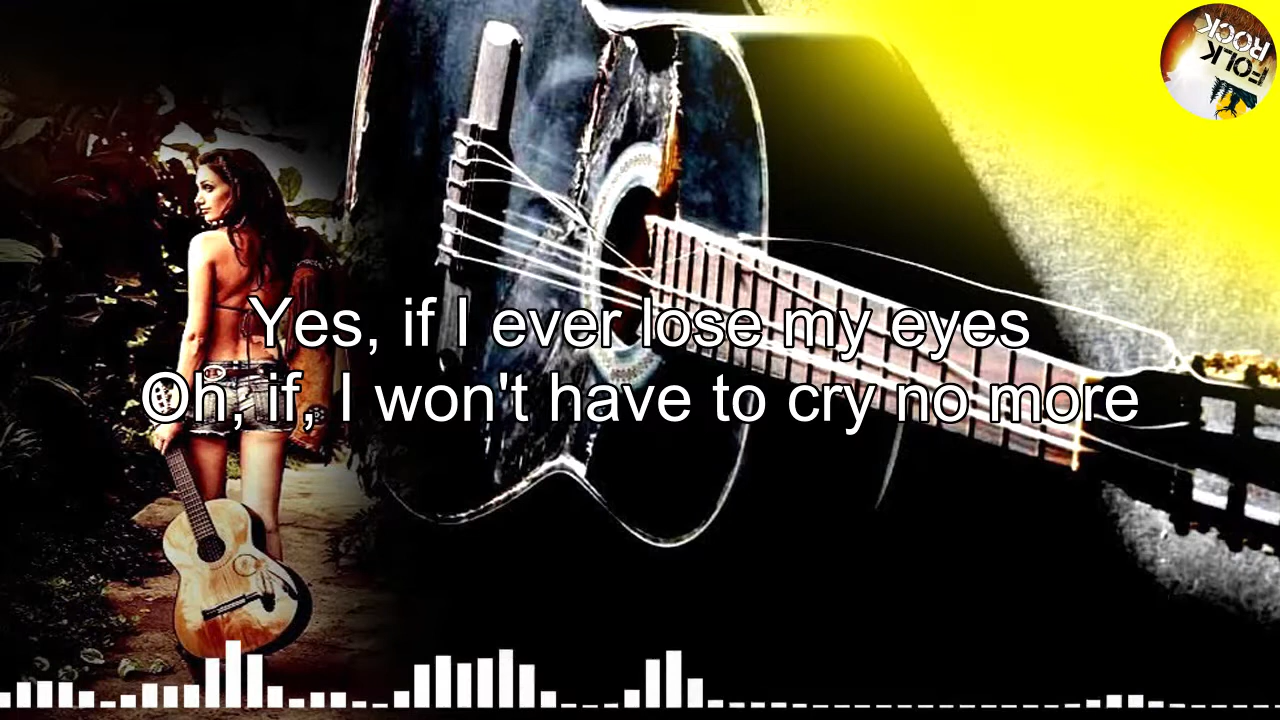 Yes, if I ever lose my eyes
Oh, if, I won't have to cry no more
FOLK
ROCK